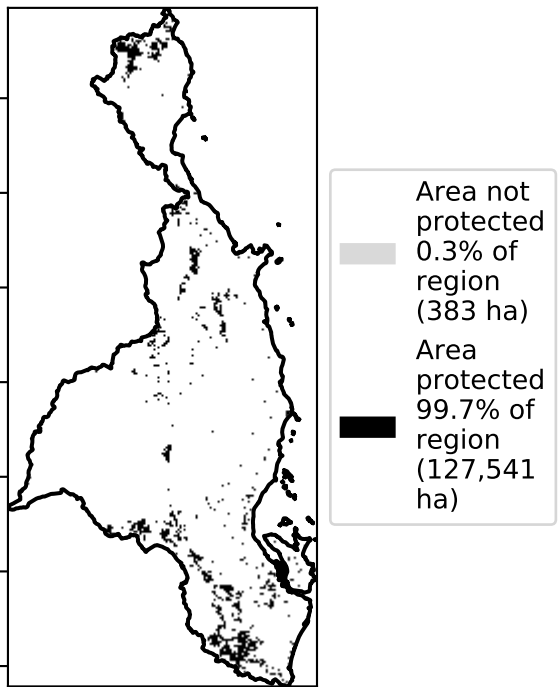 Area not
protected
0.3% of
region
(383 ha)
Area
protected
99.7% of
region
(127,541
ha)